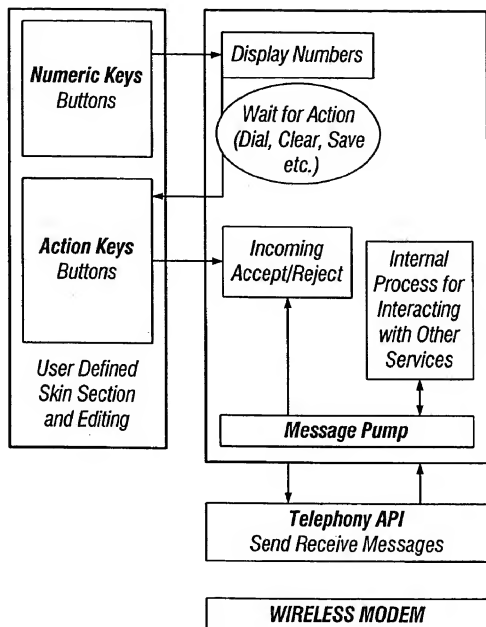 Numeric Keys
Buttons
Display Numbers
Wait for Action
(Dial, Clear, Save
etc.)
Action Keys
Buttons
Incoming
Accept/Reject
Internal
Process for
Interacting
with Other
Services
User Defined
Skin Section
and Editing
Message Pump
Telephony API
Send Receive Messages
WIRELESS MODEM